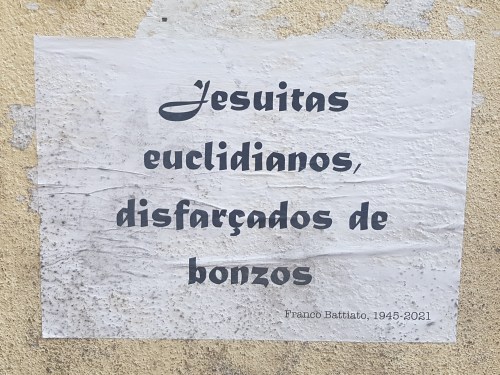 Jesuitas
euclidianos,
disfarçados de
bonzos
Franco Battiato, 1945-2021